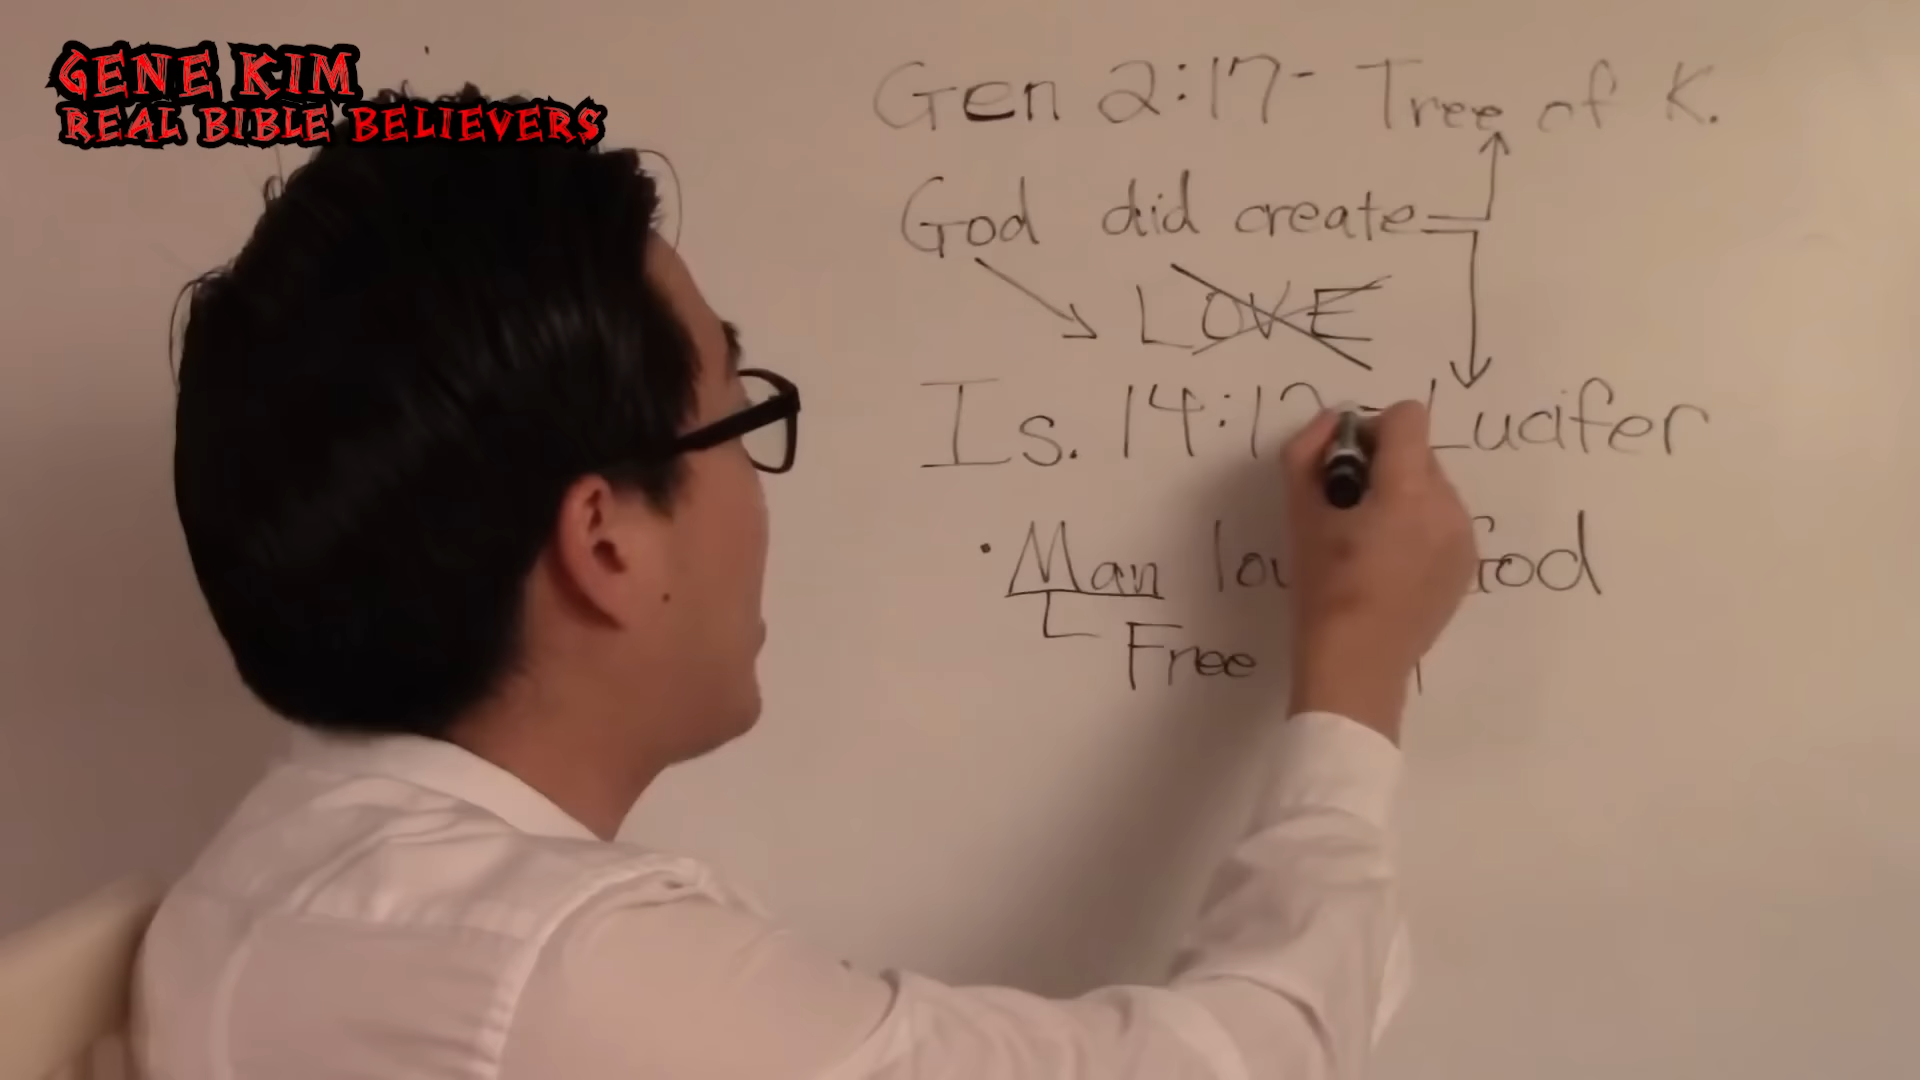 GENE KIM
REAL BIBLE BELIEVERS
Gen 2:17- Tree of K.
God did create
LOVE
Is. 14:12 - Lucifer
• Man God
Free